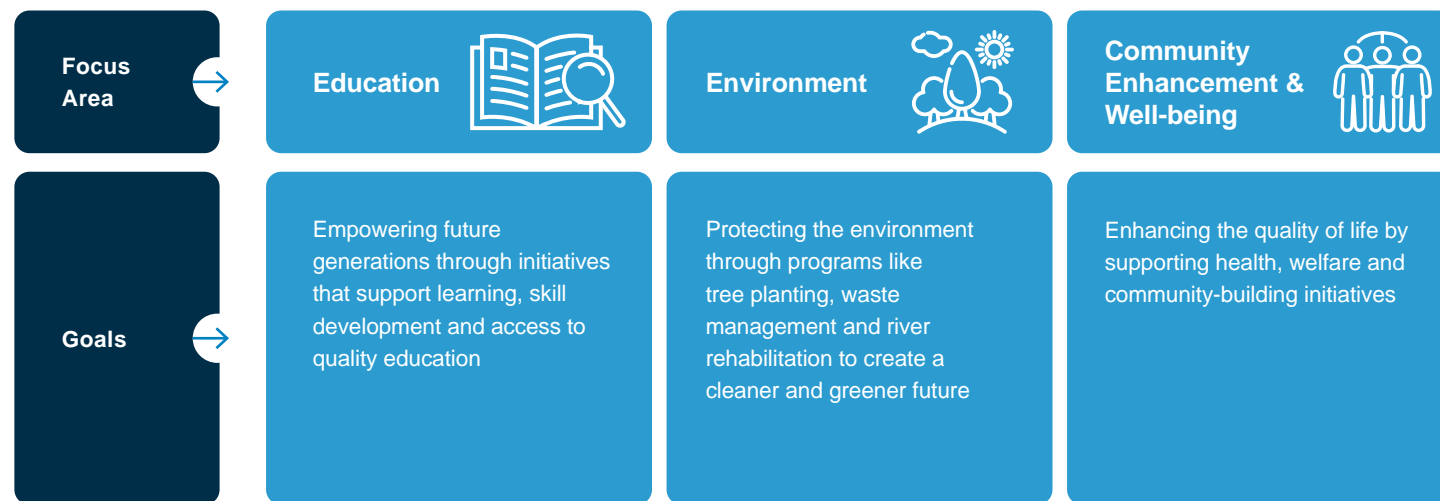 Focus
Area
Education
Environment
Community
Enhancement &
Well-being
Goals
Empowering future
generations through initiatives
that support learning, skill
development and access to
quality education
Protecting the environment
through programs like
tree planting, waste
management and river
rehabilitation to create a
cleaner and greener future
Enhancing the quality of life by
supporting health, welfare and
community-building initiatives